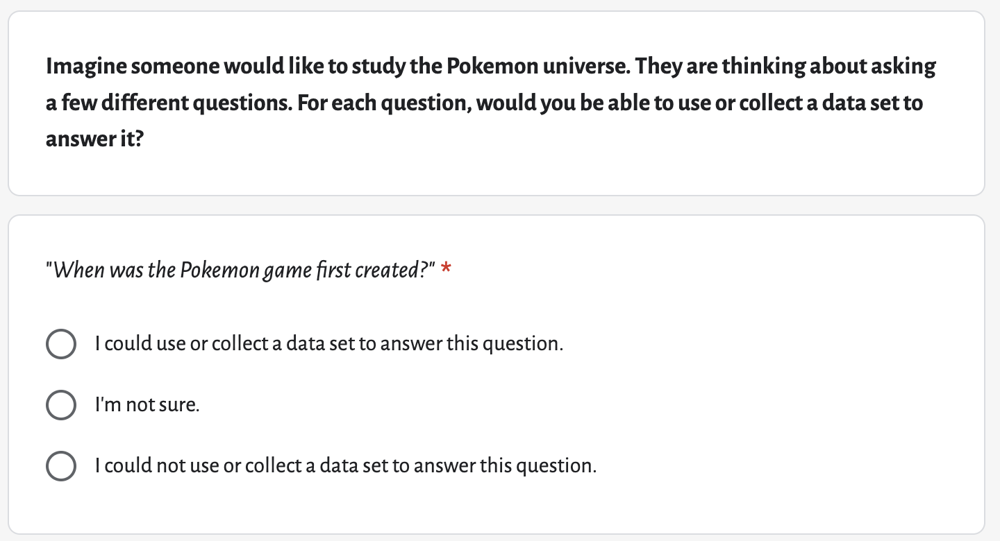 Imagine someone would like to study the Pokemon universe. They are thinking about asking
a few different questions. For each question, would you be able to use or collect a data set to
answer it?
"When was the Pokemon game first created?" *
I could use or collect a data set to answer this question.
I'm not sure.
I could not use or collect a data set to answer this question.